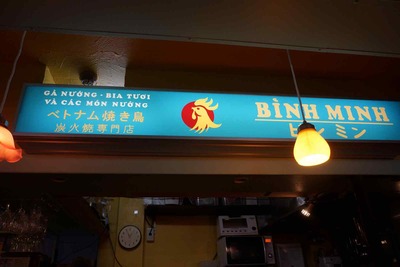 GÀ NƯỚNG - BIA TƯƠI
VÀ CÁC MÓN NƯỚNG
ベトナム焼き鳥
炭火焼専門店
BÌNH MINH
ビン ミン